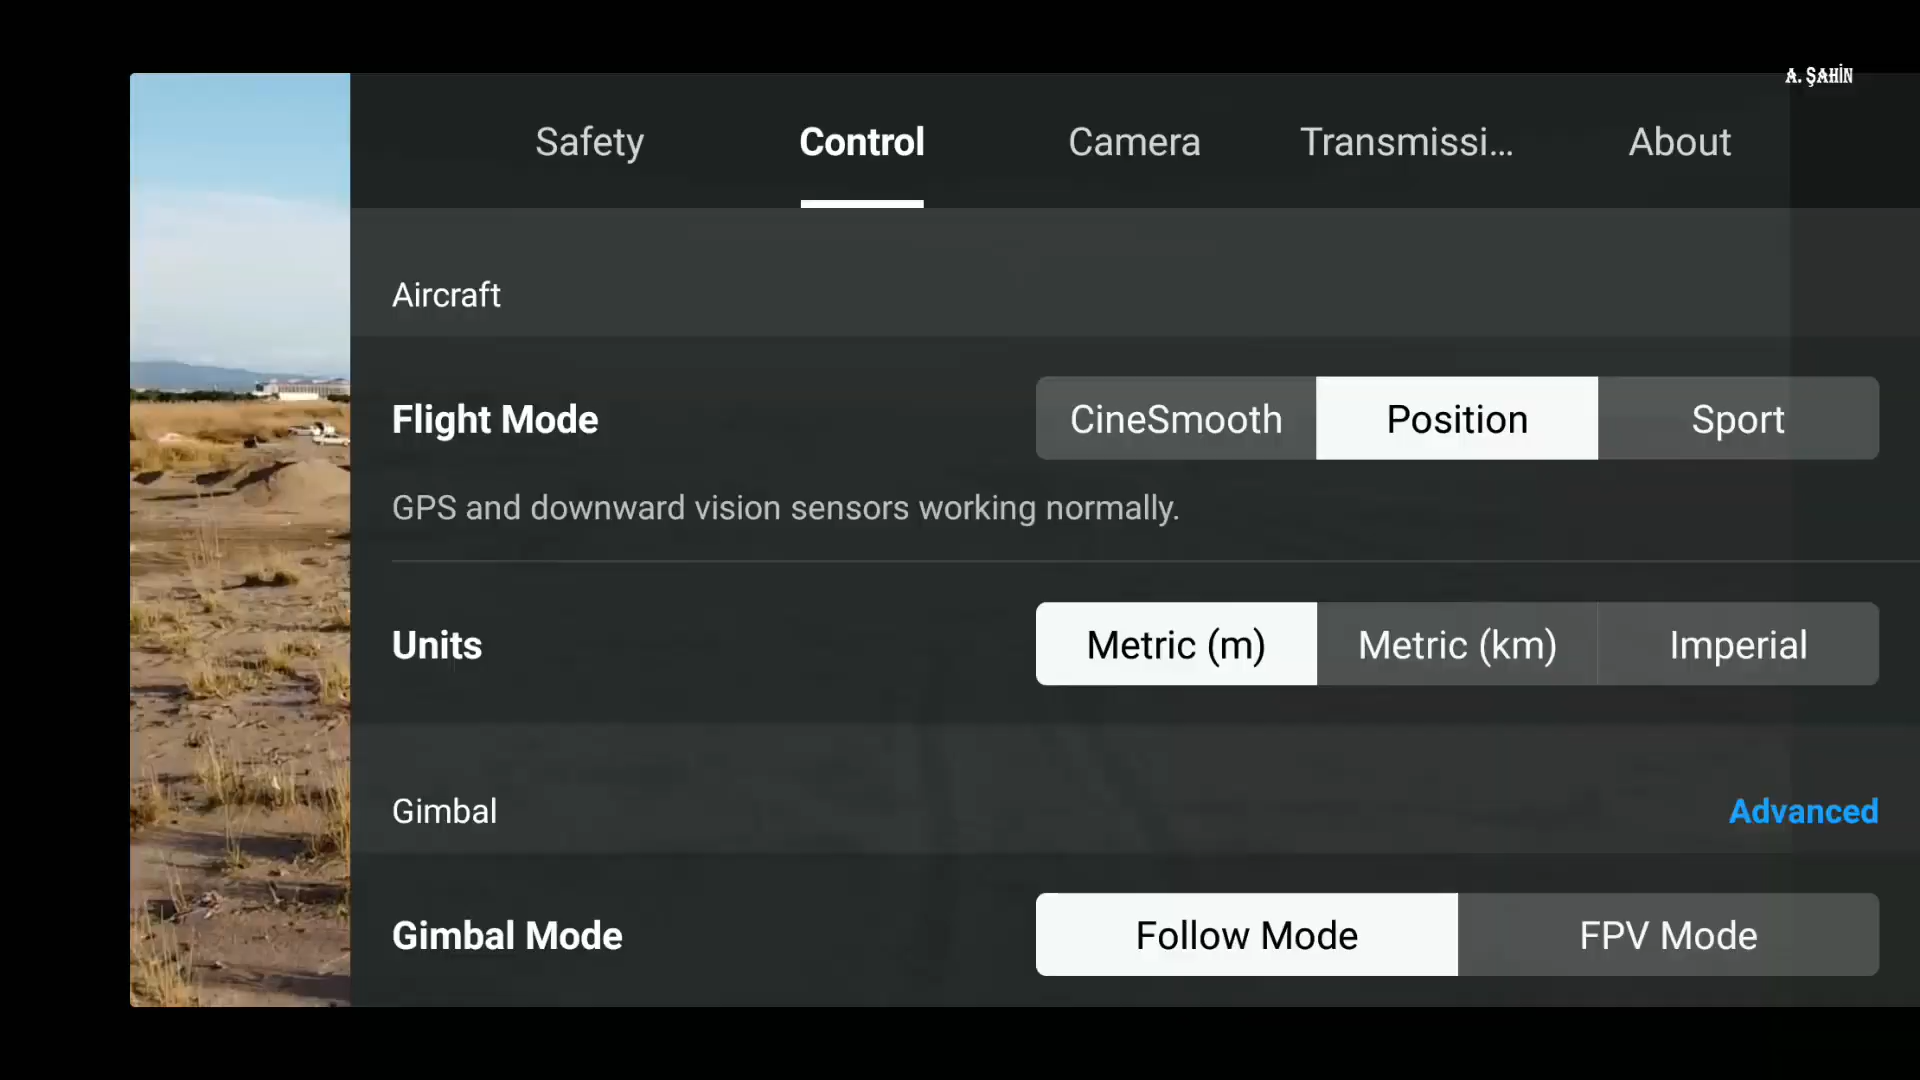 A. ŞAHİN
Safety Control Camera Transmissi... About
Aircraft
Flight Mode CineSmooth Position Sport
GPS and downward vision sensors working normally.
Units Metric (m) Metric (km) Imperial
Gimbal Advanced
Gimbal Mode Follow Mode FPV Mode